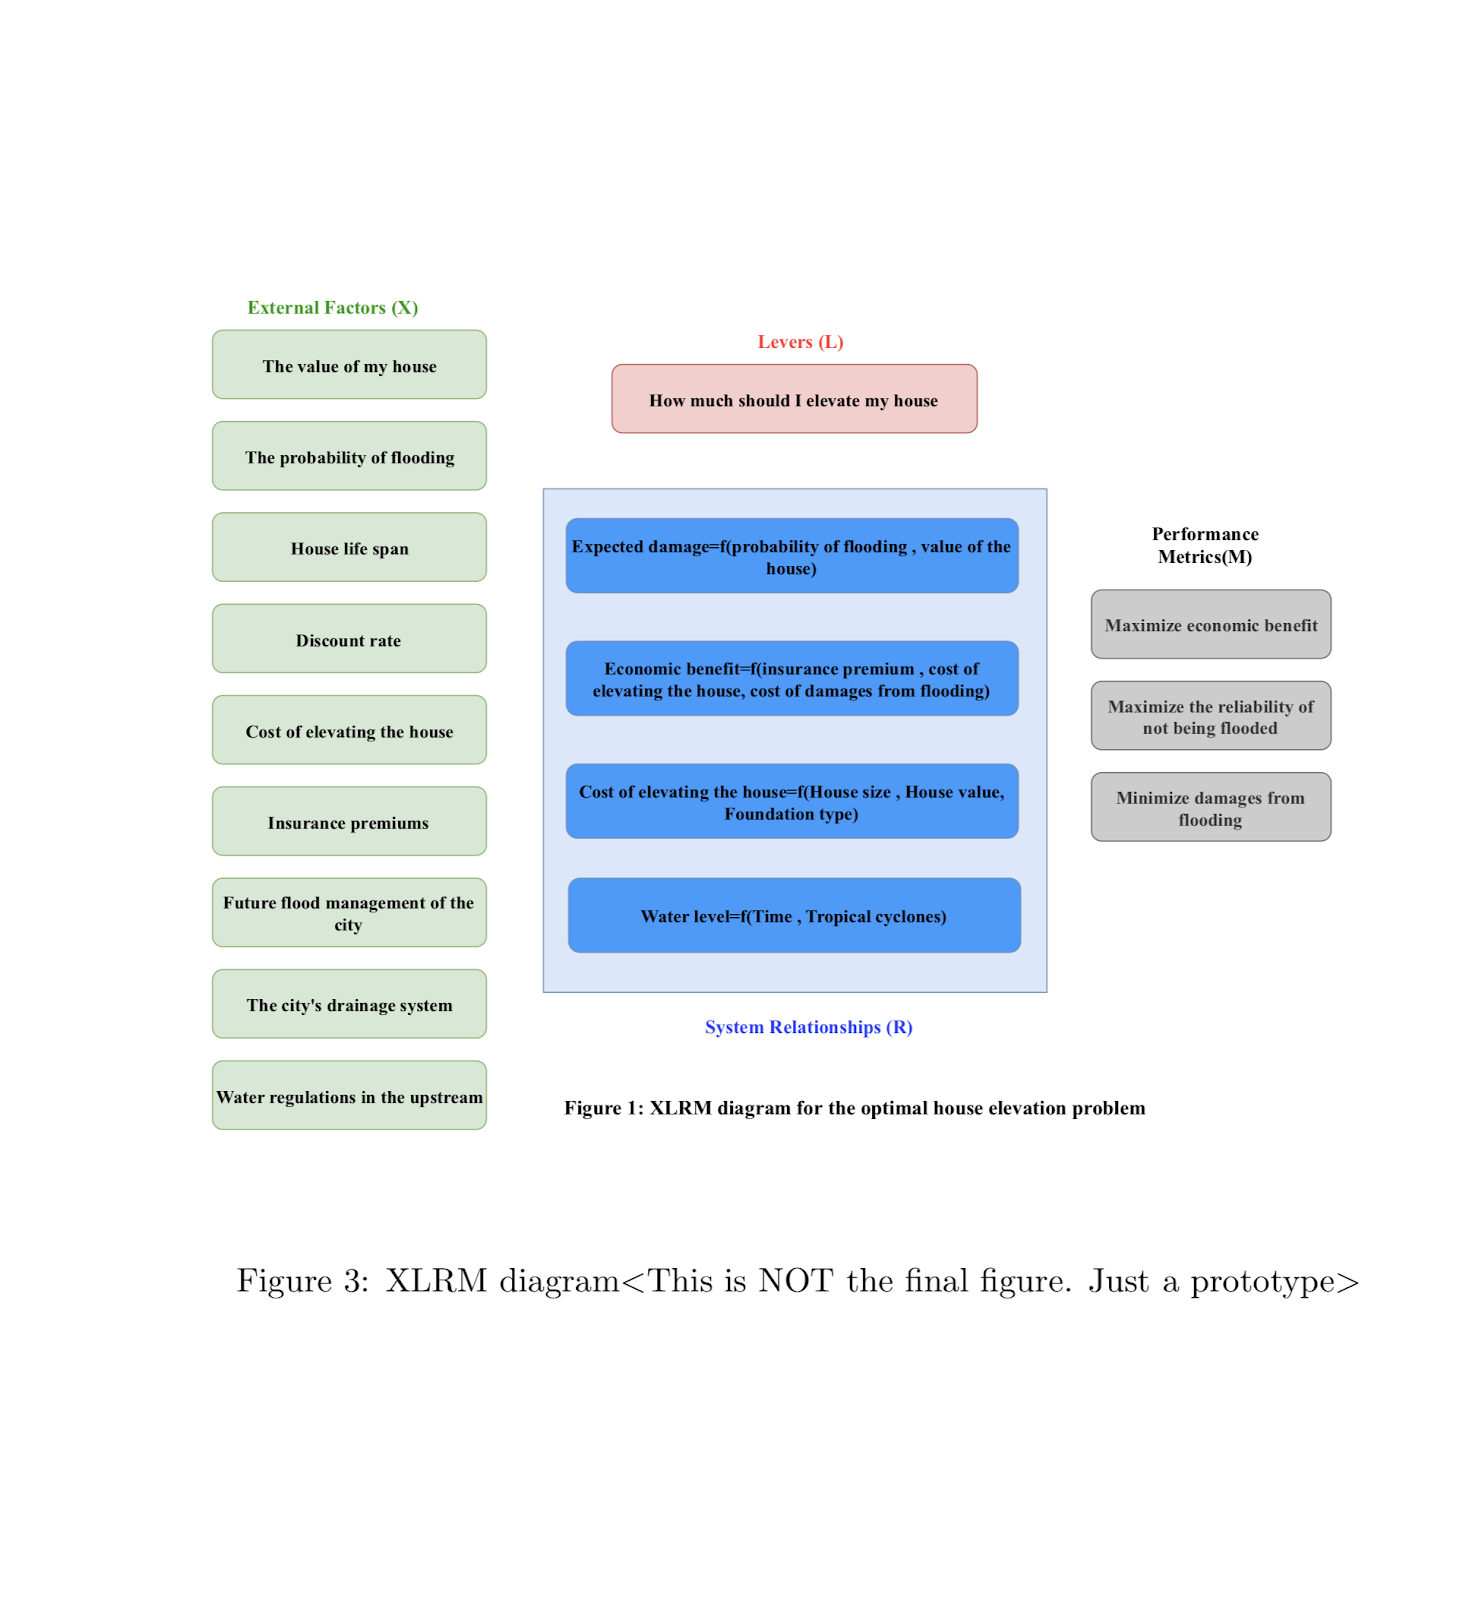 External Factors (X)
The value of my house
The probability of flooding
House life span
Discount rate
Cost of elevating the house
Insurance premiums
Future flood management of the
city
The city's drainage system
Water regulations in the upstream
Levers (L)
How much should I elevate my house
Expected damage=f(probability of flooding , value of the
house)
Economic benefit=f(insurance premium , cost of
elevating the house, cost of damages from flooding)
Cost of elevating the house=f(House size , House value,
Foundation type)
Water level=f(Time , Tropical cyclones)
System Relationships (R)
Performance
Metrics(M)
Maximize economic benefit
Maximize the reliability of
not being flooded
Minimize damages from
flooding
Figure 1: XLRM diagram for the optimal house elevation problem
Figure 3: XLRM diagram<This is NOT the final figure. Just a prototype>